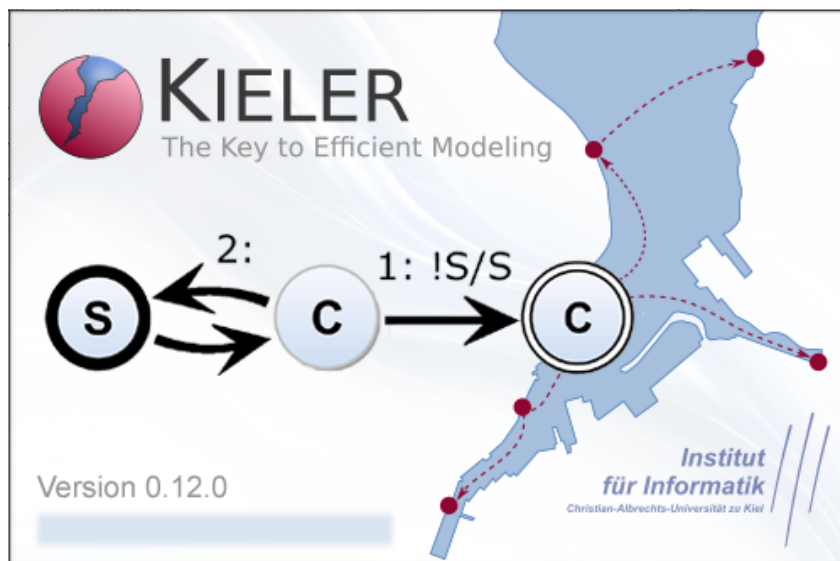 KIELER
The Key to Efficient Modeling
2:
1: !S/S
S
C
C
Institut
für Informatik
Christian-Albrechts-Universität zu Kiel
Version 0.12.0